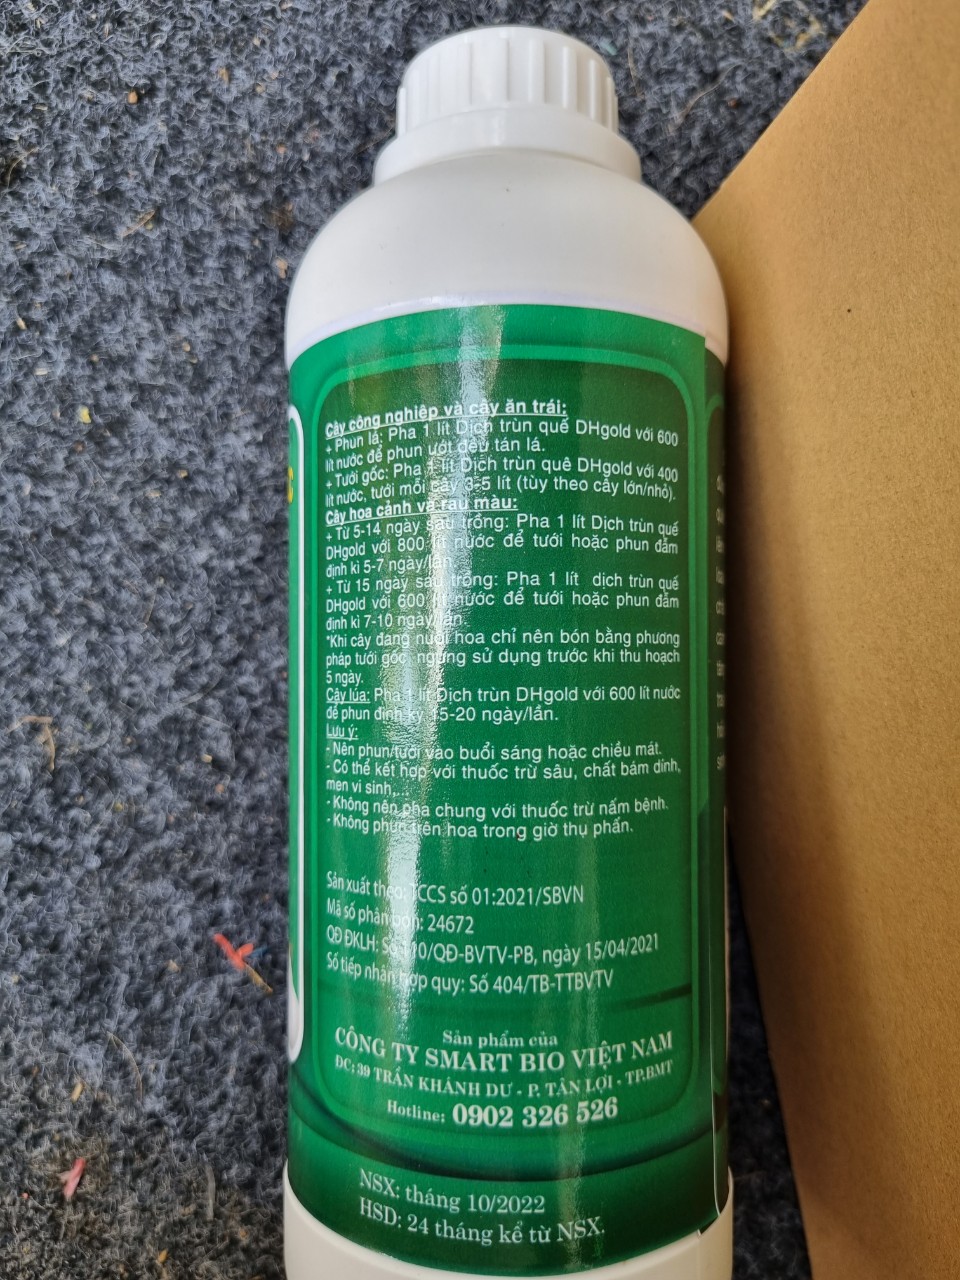 Cây công nghiệp và cây ăn trái:
+ Phun lá: Pha 1 lít Dịch trùn quế DHgold với 600
lít nước để phun ướt đều tán lá.
+ Tưới gốc: Pha 1 lít Dịch trùn quê DHgold với 400
lít nước, tưới mỗi cây 3-5 lít (tùy theo cây lớn/nhỏ).
Cây hoa cảnh và rau màu:
+ Từ 5-14 ngày sau trồng: Pha 1 lít Dịch trùn quế
DHgold với 800 lít nước để tưới hoặc phun đẫm
định kì 5-7 ngày/lần.
+ Từ 15 ngày sau trồng: Pha 1 lít dịch trùn quế
DHgold với 600 lít nước để tưới hoặc phun đẫm
định kì 7-10 ngày/lần.
*Khi cây đang nuôi hoa chỉ nên bón bằng phương
pháp tưới gốc, ngừng sử dụng trước khi thu hoạch
5 ngày.
Cây lúa: Pha 1 lít Dịch trùn DHgold với 600 lít nước
để phun định kỳ 15-20 ngày/lần.
Lưu ý:
- Nên phun/tưới vào buổi sáng hoặc chiều mát.
- Có thể kết hợp với thuốc trừ sâu, chất bám dính,
men vi sinh,...
- Không nên pha chung với thuốc trừ nấm bệnh.
- Không phun trên hoa trong giờ thụ phấn.
Sản xuất theo: TCCS số 01:2021/SBVN
Mã số phân bón: 24672
QĐ ĐKLH: Số /QĐ-BVTV-PB, ngày 15/04/2021
Số tiếp nhận hợp quy: Số 404/TB-TTBVTV
Sản phẩm của
CÔNG TY SMART BIO VIỆT NAM
ĐC: 39 TRẦN KHÁNH DƯ - P. TÂN LỢI - TP.BMT
Hotline: 0902 326 526
NSX: tháng 10/2022
HSD: 24 tháng kể từ NSX.